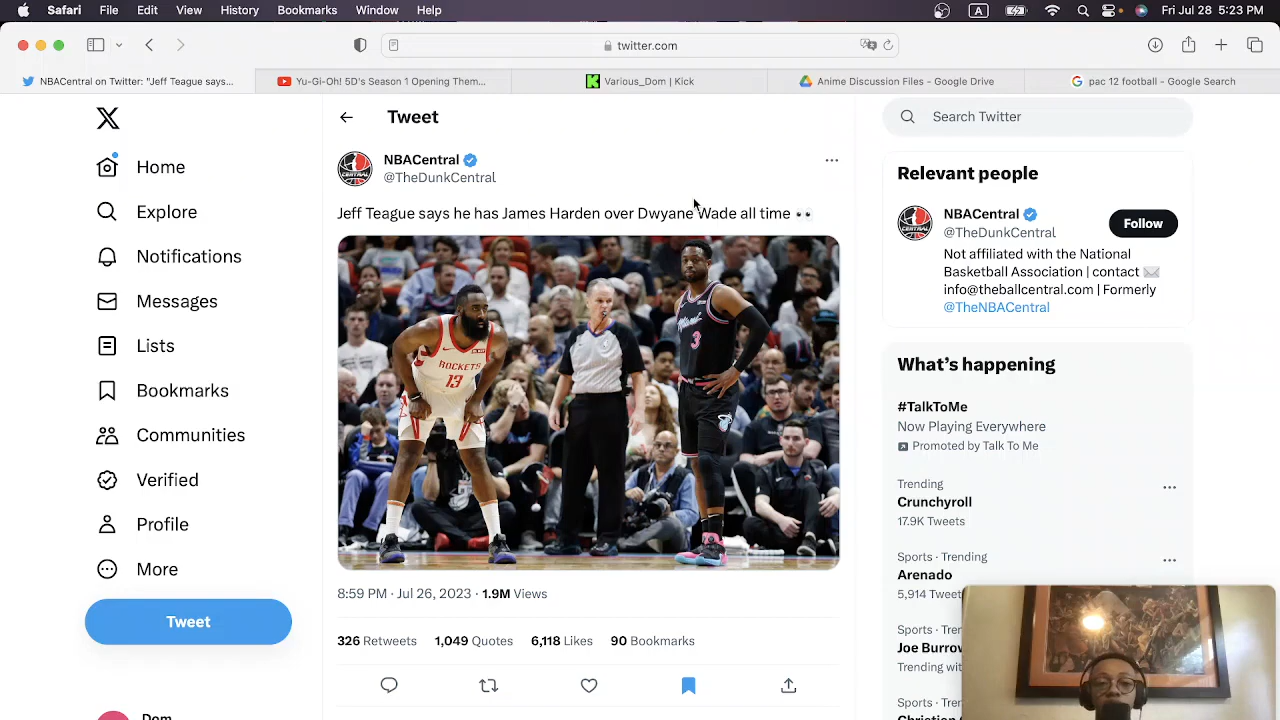 Safari File Edit View History Bookmarks Window Help
A
Fri Jul 28 5:23 PM
twitter.com
NBACentral on Twitter: "Jeff Teague says...
Yu-Gi-Oh! 5D's Season 1 Opening Them...
Various_Dom | Kick
Anime Discussion Files - Google Drive
pac 12 football - Google Search
Home
Explore
Notifications
Messages
Lists
Bookmarks
Communities
Verified
Profile
More
Tweet
Dom
Tweet
NBACentral
@TheDunkCentral
Jeff Teague says he has James Harden over Dwyane Wade all time 👀
ROCKETS
13
Miami
3
8:59 PM · Jul 26, 2023 · 1.9M Views
326 Retweets 1,049 Quotes 6,118 Likes 90 Bookmarks
Search Twitter
Relevant people
NBACentral
@TheDunkCentral
Follow
Not affiliated with the National
Basketball Association | contact ✉️
info@theballcentral.com | Formerly
@TheNBACentral
What's happening
#TalkToMe
Now Playing Everywhere
Promoted by Talk To Me
Trending
Crunchyroll
17.9K Tweets
Sports · Trending
Arenado
5,914 Tweet
Sports · Tre
Joe Burro
Trending wit
Sports · Tre